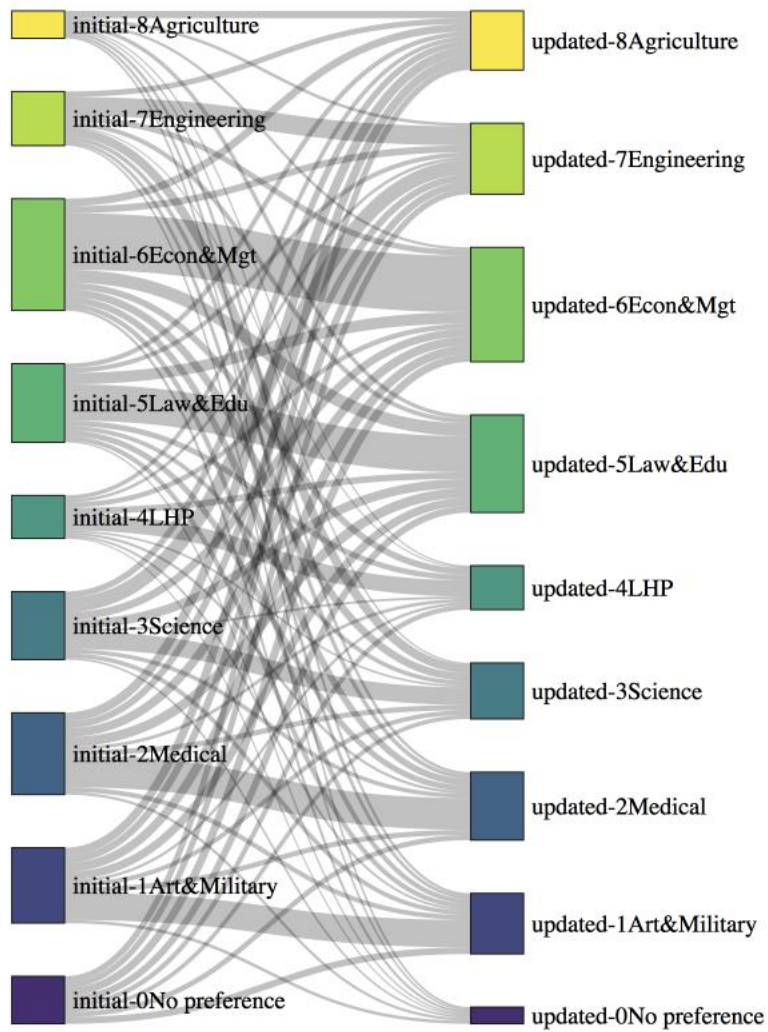 initial-8Agriculture
updated-8Agriculture
initial-7Engineering
updated-7Engineering
initial-6Econ&Mgt
updated-6Econ&Mgt
initial-5Law&Edu
updated-5Law&Edu
initial-4LHP
updated-4LHP
initial-3Science
updated-3Science
initial-2Medical
updated-2Medical
initial-1Art&Military
updated-1Art&Military
initial-0No preference
updated-0No preference